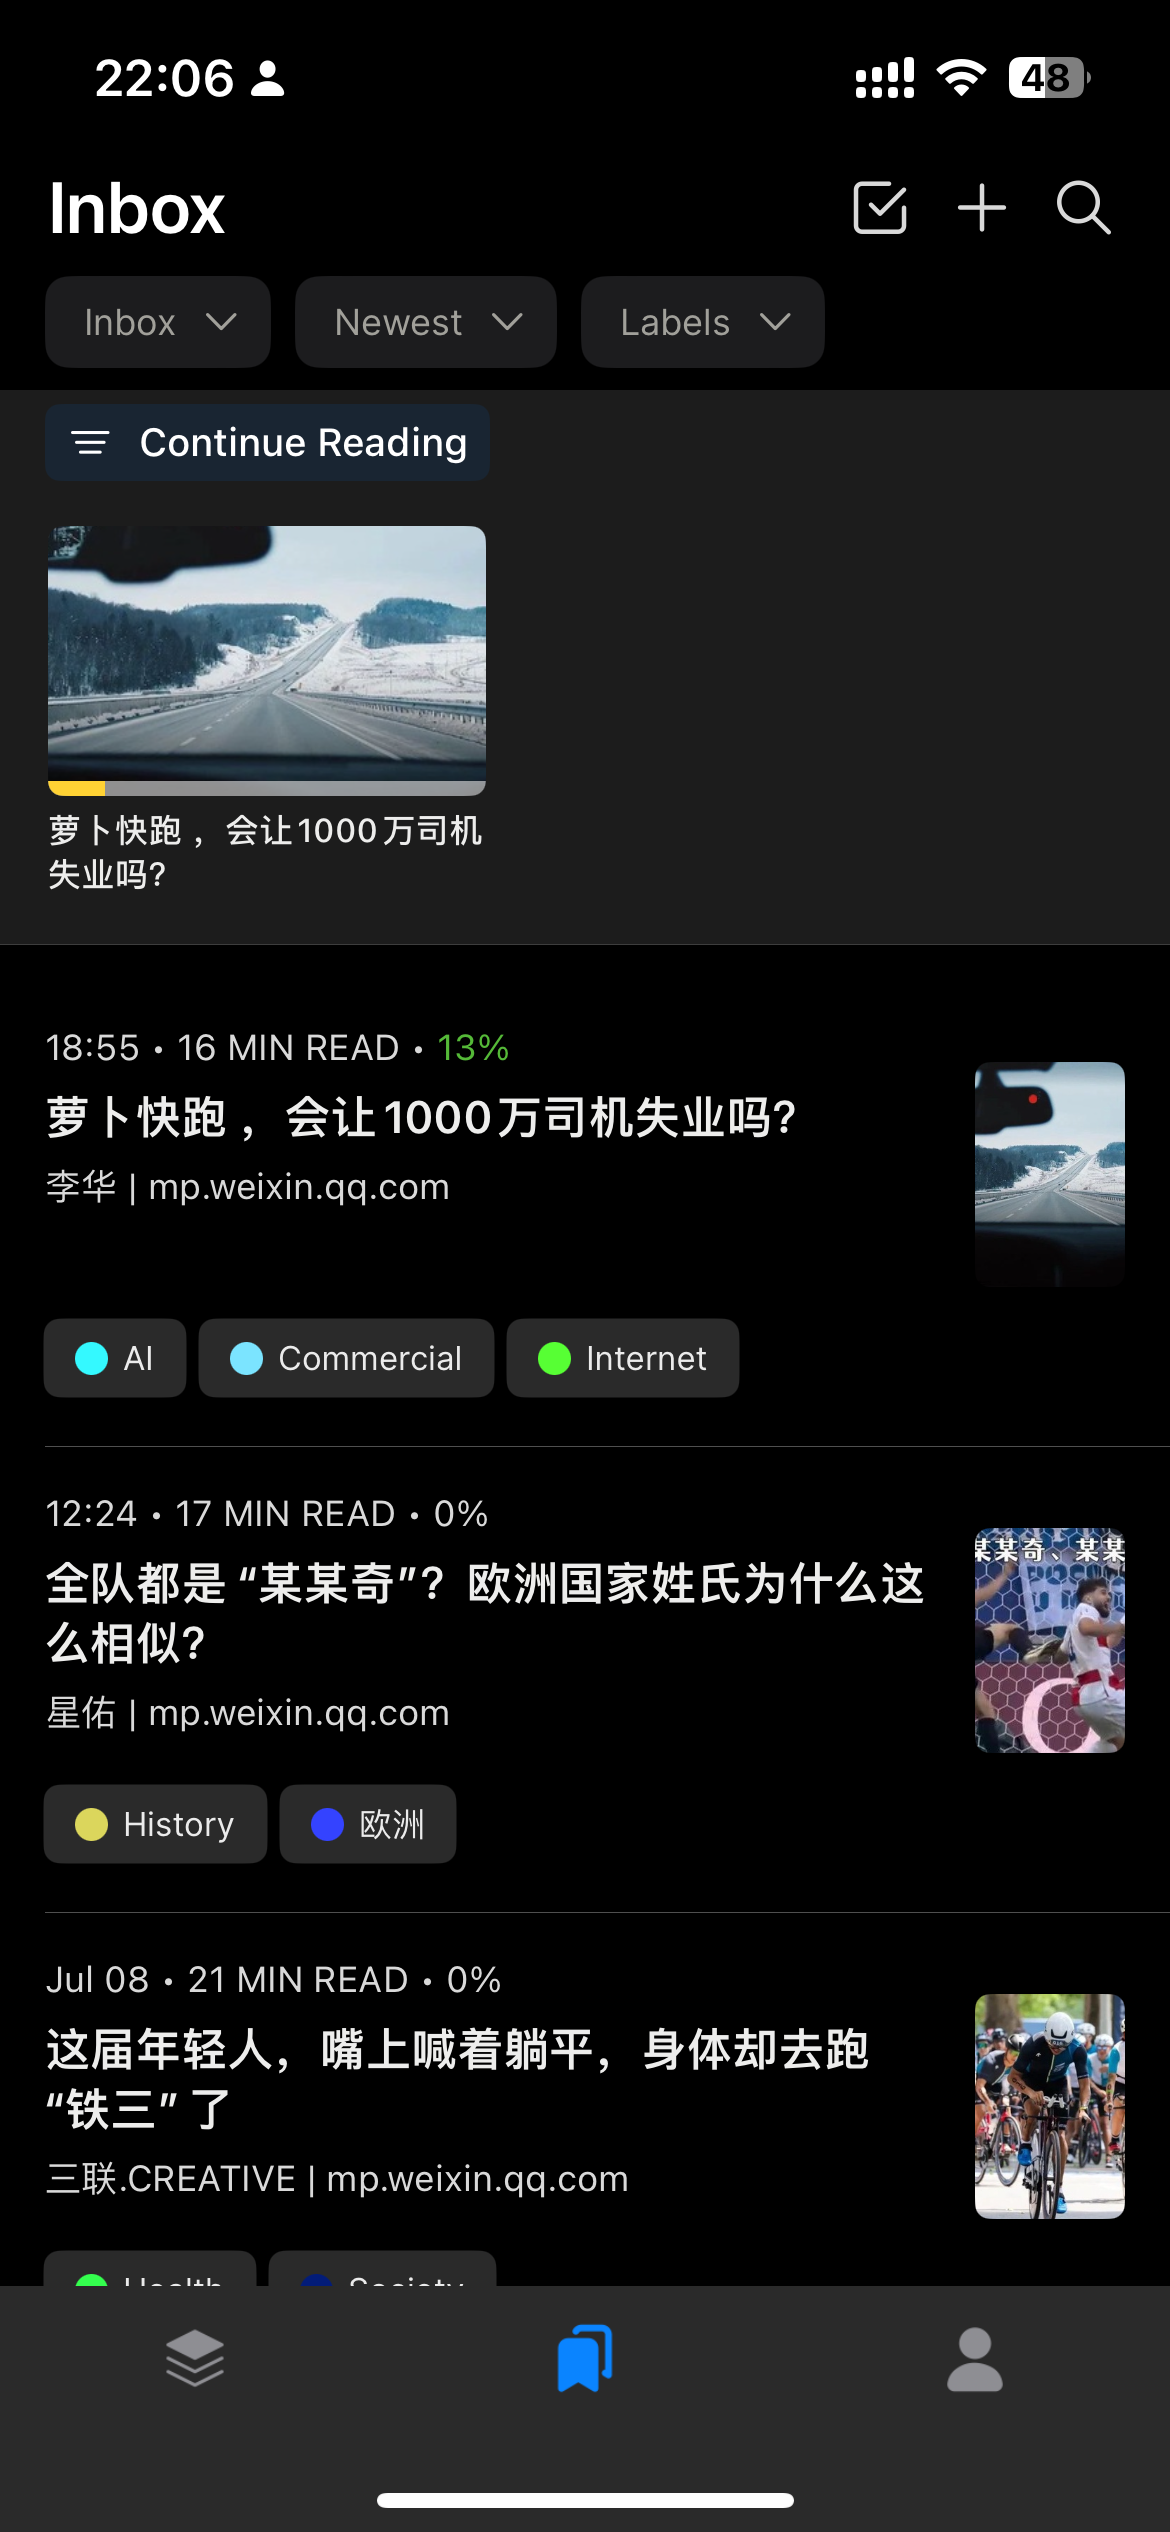 22:06
48
Inbox
Inbox
Newest
Labels
Continue Reading
萝卜快跑，会让1000万司机
失业吗?
18:55 • 16 MIN READ • 13%
萝卜快跑，会让1000万司机失业吗?
李华 | mp.weixin.qq.com
AI
Commercial
Internet
12:24 • 17 MIN READ • 0%
某某奇、某某
全队都是 “某某奇”？欧洲国家姓氏为什么这
么相似?
星佑 | mp.weixin.qq.com
History
欧洲
Jul 08 • 21 MIN READ • 0%
这届年轻人，嘴上喊着躺平，身体却去跑
“铁三” 了
三联.CREATIVE | mp.weixin.qq.com
Health
Society